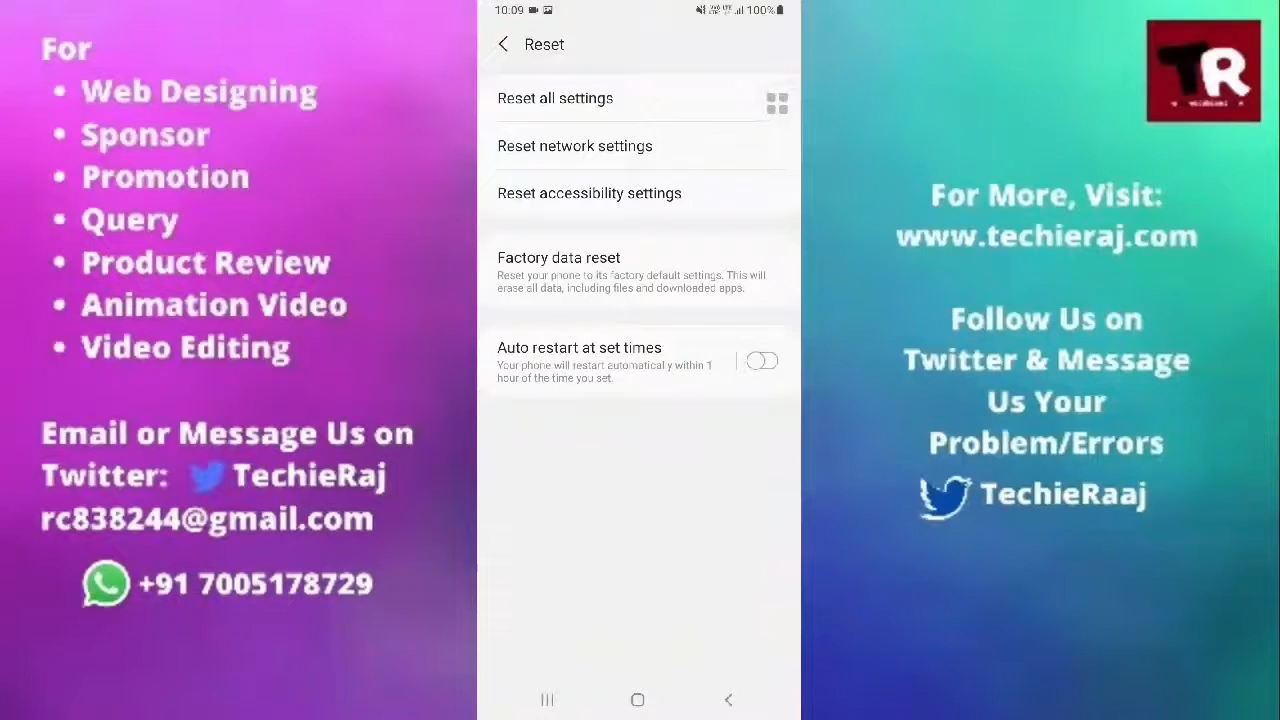 For
• Web Designing
• Sponsor
• Promotion
• Query
• Product Review
• Animation Video
• Video Editing
Email or Message Us on
Twitter: TechieRaj
rc838244@gmail.com
+91 7005178729
10:09
100%
Reset
Reset all settings
Reset network settings
Reset accessibility settings
Factory data reset
Reset your phone to its factory default settings. This will
erase all data, including files and downloaded apps.
Auto restart at set times
Your phone will restart automatically within 1
hour of the time you set.
TR
For More, Visit:
www.techieraj.com
Follow Us on
Twitter & Message
Us Your
Problem/Errors
TechieRaaj